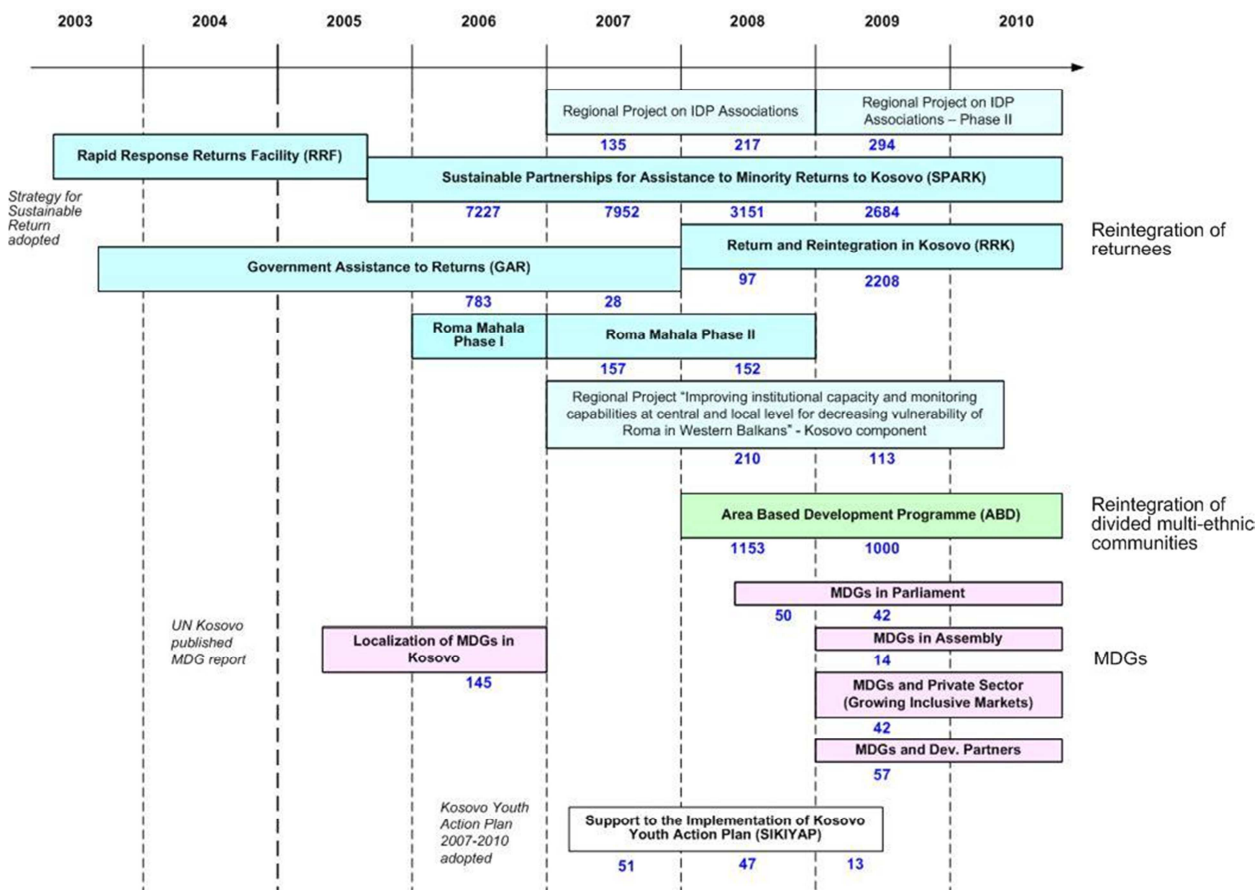 2003 2004 2005 2006 2007 2008 2009 2010
Regional Project on IDP Associations
Regional Project on IDP
Associations – Phase II
135 217 294
Rapid Response Returns Facility (RRF)
Sustainable Partnerships for Assistance to Minority Returns to Kosovo (SPARK)
7227 7952 3151 2684
Strategy for
Sustainable
Return
adopted
Return and Reintegration in Kosovo (RRK)
97 2208
Reintegration of
returnees
Government Assistance to Returns (GAR)
783 28
Roma Mahala
Phase I
Roma Mahala Phase II
157 152
Regional Project “Improving institutional capacity and monitoring
capabilities at central and local level for decreasing vulnerability of
Roma in Western Balkans” - Kosovo component
210 113
Area Based Development Programme (ABD)
1153 1000
Reintegration of
divided multi-ethnic
communities
MDGs in Parliament
50 42
UN Kosovo
published
MDG report
Localization of MDGs in
Kosovo
145
MDGs in Assembly
14
MDGs
MDGs and Private Sector
(Growing Inclusive Markets)
42
MDGs and Dev. Partners
57
Kosovo Youth
Action Plan
2007-2010
adopted
Support to the Implementation of Kosovo
Youth Action Plan (SIKIYAP)
51 47 13